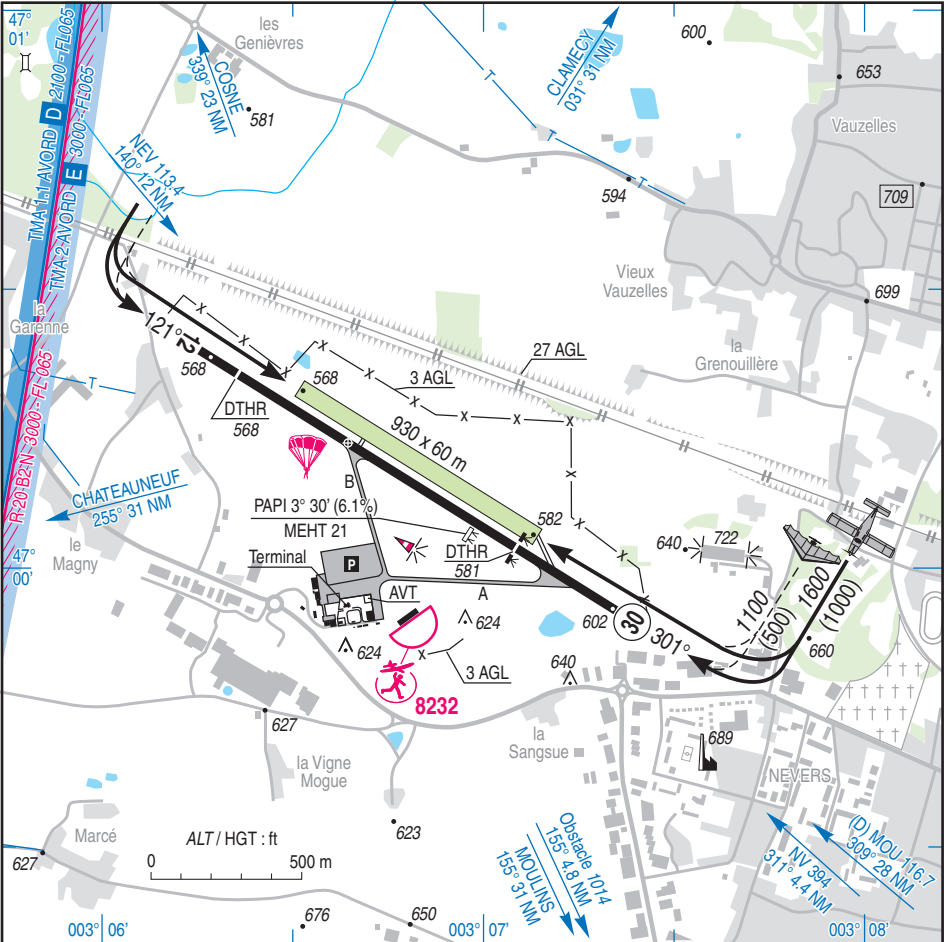 47°
01'
les
Genièvres
COSNE
339° 23 NM
581
CLAMECY
031° 31 NM
600
653
Vauzelles
709
TMA 1.1 AVORD D 2100 - FL065
TMA 2 AVORD E 3000 - FL065
R 20 B2 N 3000 - FL 065
NEV 113.4
140° 12 NM
T
T
594
Vieux
Vauzelles
699
la
Garenne
T
121°
12
568
DTHR
568
568
3 AGL
27 AGL
la
Grenouillère
930 x 60 m
CHATEAUNEUF
255° 31 NM
le
Magny
B
PAPI 3° 30' (6.1%)
MEHT 21
Terminal
P
AVT
A
582
DTHR
581
602
30
301°
640
722
1100
(500)
1600
(1000)
660
47°
00'
624
624
3 AGL
8232
640
627
la Vigne
Mogue
la
Sangsue
689
NEVERS
Marcé
627
ALT / HGT : ft
0
500 m
623
676
650
Obstacle 1014
155° 4.8 NM
MOULINS
155° 31 NM
NV 394
311° 4.4 NM
(D) MOU 116.7
309° 28 NM
003° 06'
003° 07'
003° 08'